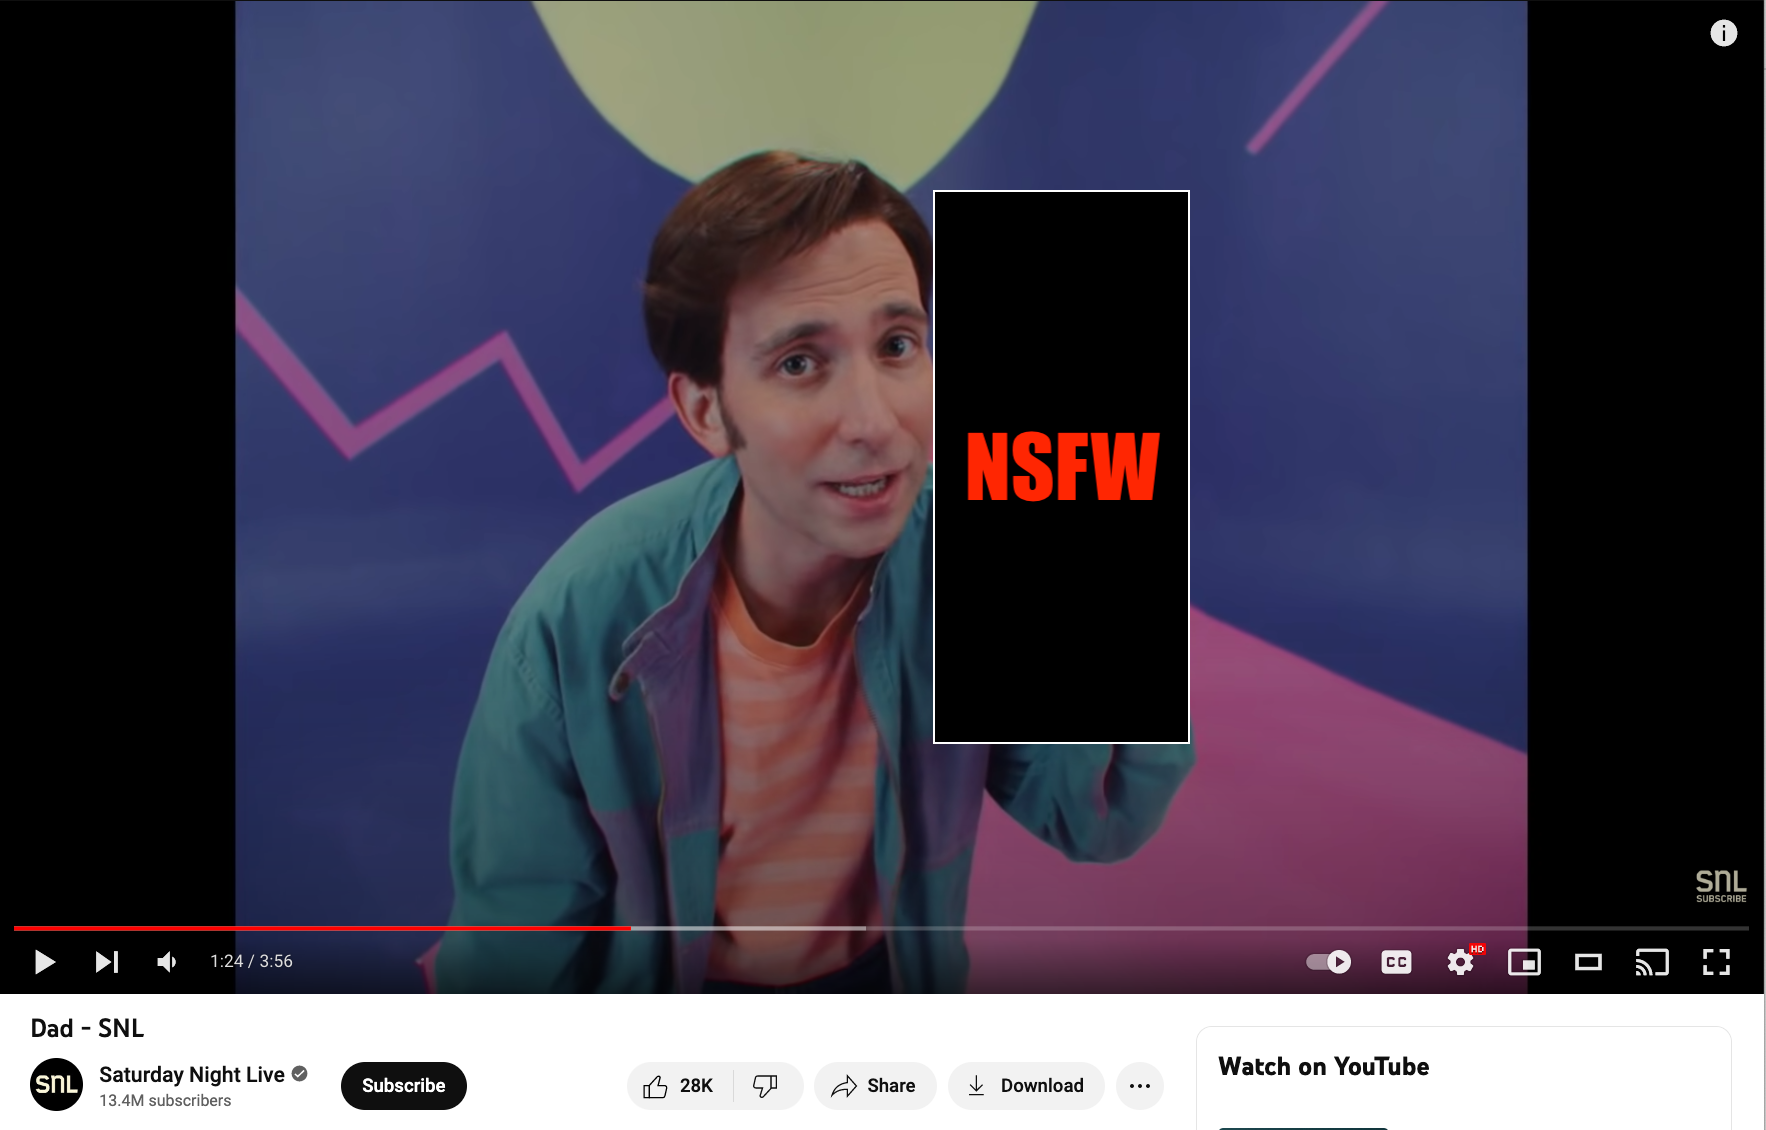 i
NSFW
SNL
SUBSCRIBE
1:24 / 3:56
CC
HD
Dad - SNL
SNL
Saturday Night Live
13.4M subscribers
Subscribe
28K
Share
Download
Watch on YouTube